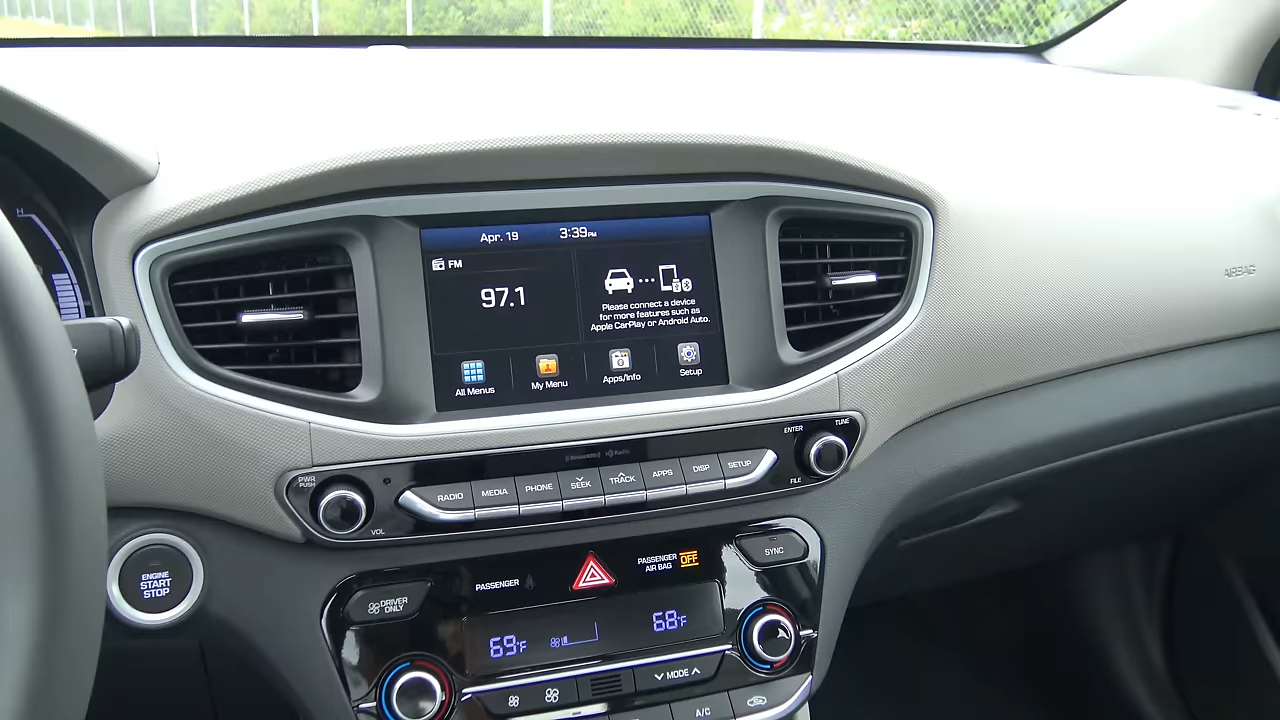 H
Apr. 19
3:39PM
FM
97.1
Please connect a device
for more features such as
Apple CarPlay or Android Auto.
All Menus
My Menu
Apps/Info
Setup
AIRBAG
PWR
PUSH
VOL
RADIO
MEDIA
PHONE
SEEK
TRACK
APPS
DISP
SETUP
ENTER
TUNE
FILE
ENGINE
START
STOP
PASSENGER
PASSENGER
AIR BAG
OFF
SYNC
DRIVER
ONLY
69°F
68°F
MODE
A/C